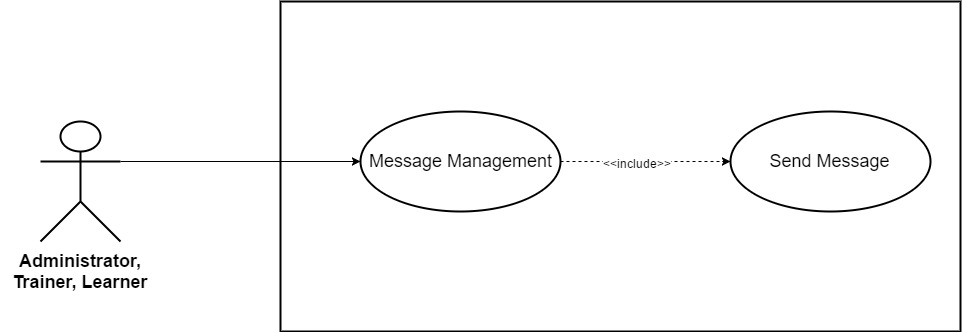 Message Management
<<include>>
Send Message
Administrator,
Trainer, Learner